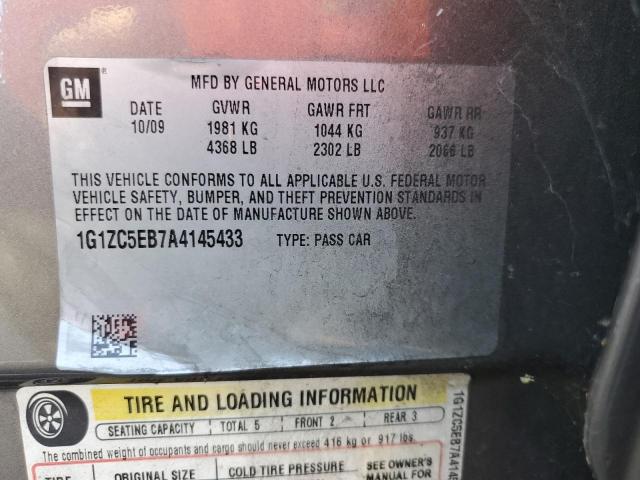 GM
MFD BY GENERAL MOTORS LLC
DATE GVWR GAWR FRT GAWR RR
10/09 1981 KG 1044 KG 937 KG
4368 LB 2302 LB 2066 LB
THIS VEHICLE CONFORMS TO ALL APPLICABLE U.S. FEDERAL MOTOR
VEHICLE SAFETY, BUMPER, AND THEFT PREVENTION STANDARDS IN
EFFECT ON THE DATE OF MANUFACTURE SHOWN ABOVE.
1G1ZC5EB7A4145433 TYPE: PASS CAR
TIRE AND LOADING INFORMATION
SEATING CAPACITY TOTAL 5 FRONT 2 REAR 3
The combined weight of occupants and cargo should never exceed 416 kg or 917 lbs.
TIRE ORIGINAL SIZE COLD TIRE PRESSURE
SEE OWNER'S
MANUAL FOR
1G1ZC5EB7A4145